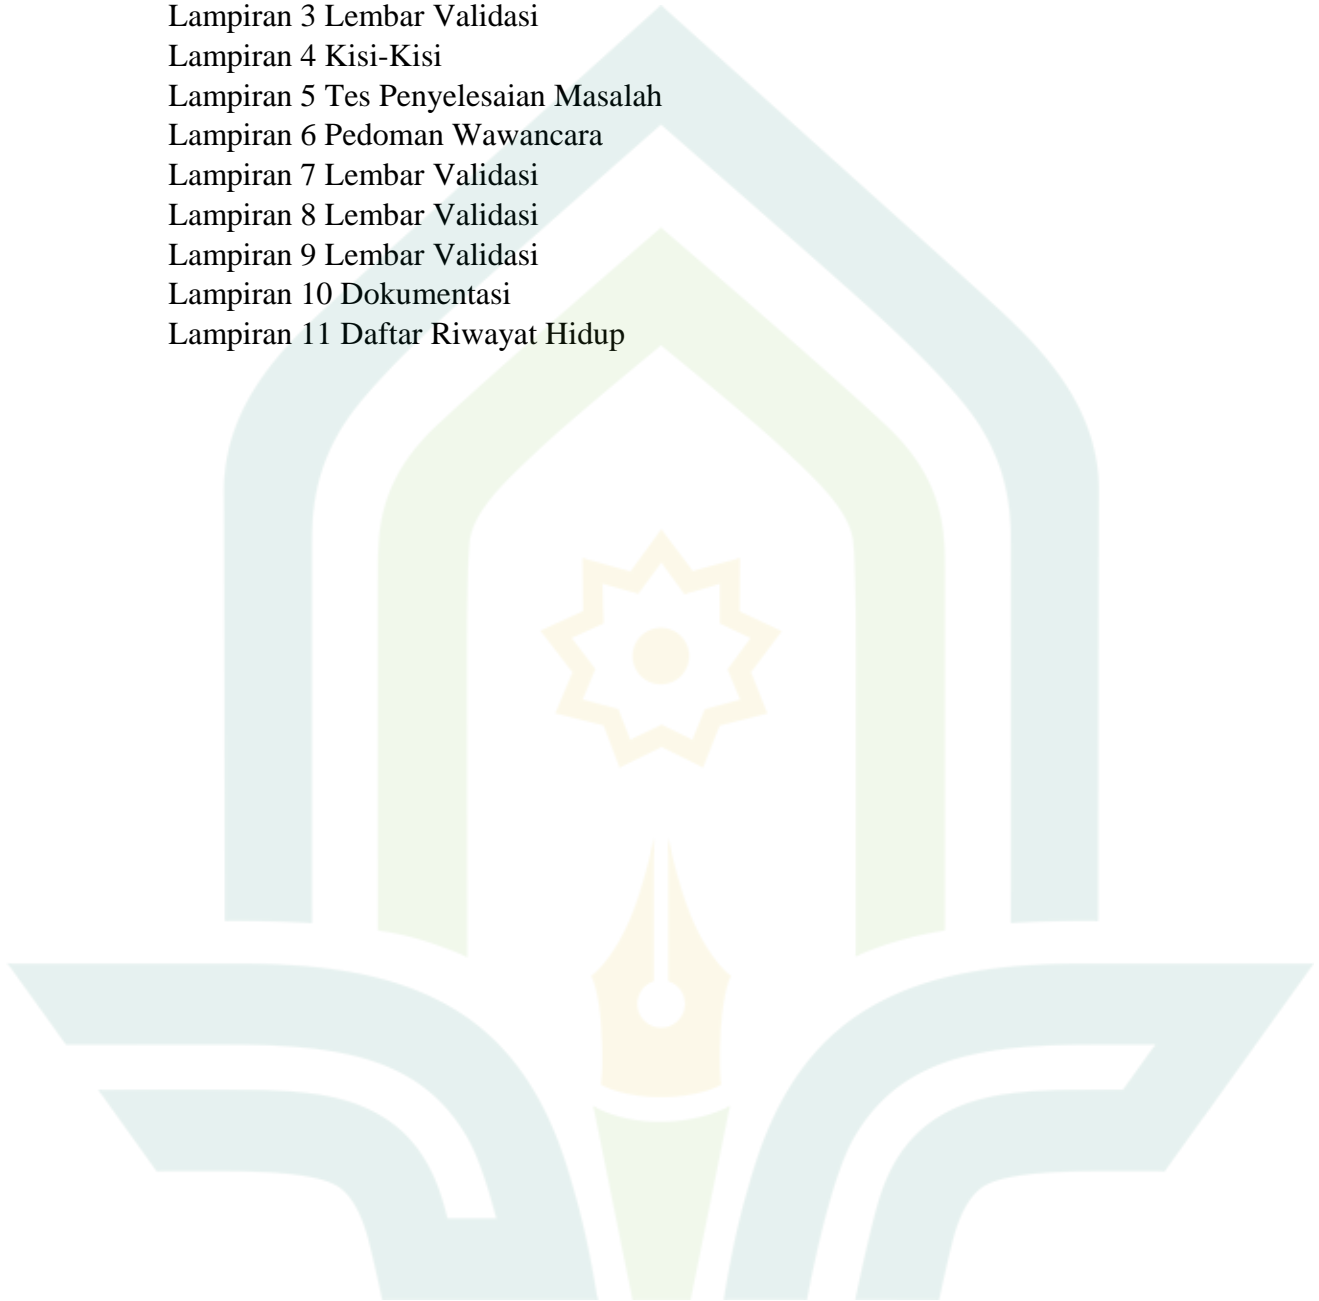 Lampiran 3 Lembar Validasi
Lampiran 4 Kisi-Kisi
Lampiran 5 Tes Penyelesaian Masalah
Lampiran 6 Pedoman Wawancara
Lampiran 7 Lembar Validasi
Lampiran 8 Lembar Validasi
Lampiran 9 Lembar Validasi
Lampiran 10 Dokumentasi
Lampiran 11 Daftar Riwayat Hidup